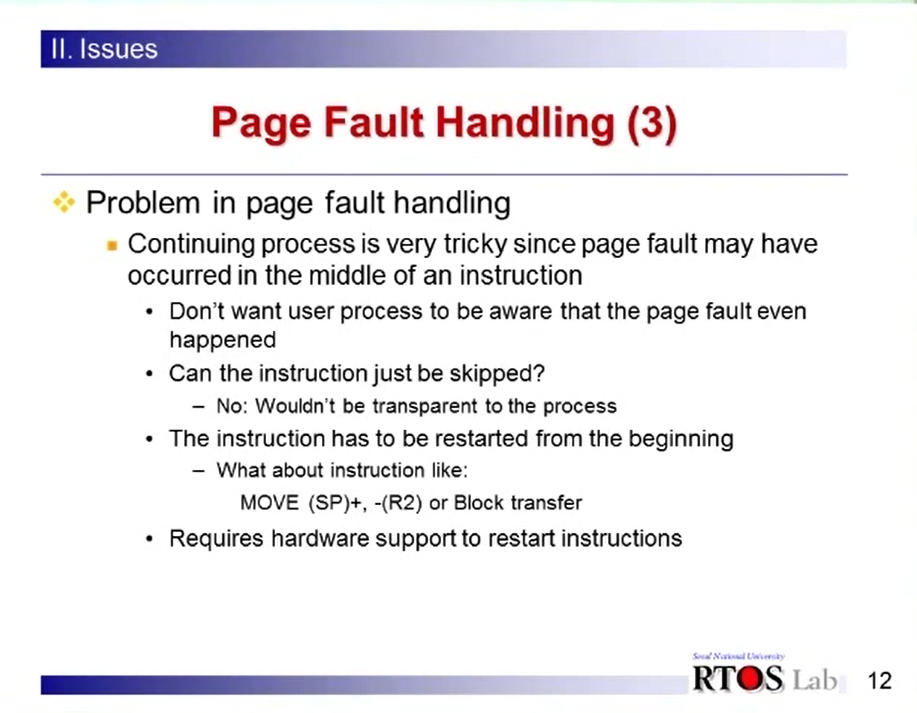 II. Issues
Page Fault Handling (3)
Problem in page fault handling
Continuing process is very tricky since page fault may have
occurred in the middle of an instruction
• Don't want user process to be aware that the page fault even
happened
• Can the instruction just be skipped?
– No: Wouldn't be transparent to the process
• The instruction has to be restarted from the beginning
– What about instruction like:
MOVE (SP)+, -(R2) or Block transfer
• Requires hardware support to restart instructions
Seoul National University
RTOS Lab
12